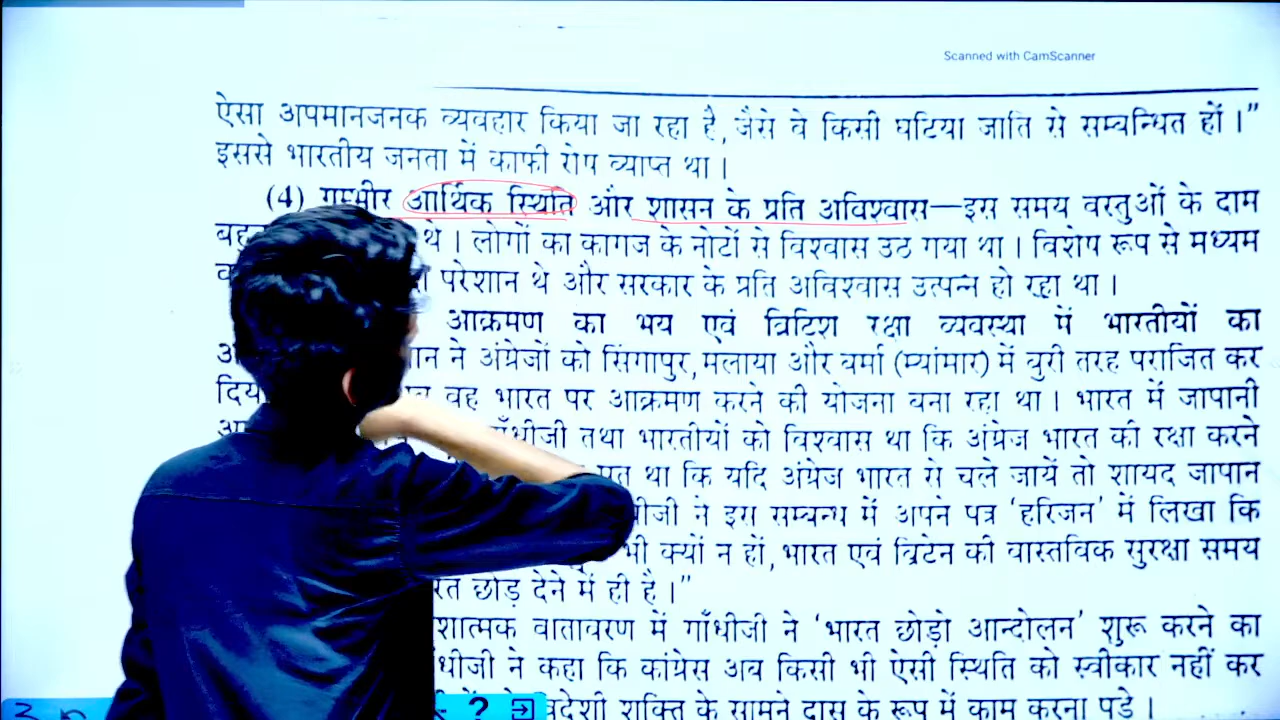 Scanned with CamScanner
ऐसा अपमानजनक व्यवहार किया जा रहा है, जैसे वे किसी घटिया जाति से सम्बन्धित हों।”
इससे भारतीय जनता में काफी रोष व्याप्त था।
(4) गम्भीर आर्थिक स्थिति और शासन के प्रति अविश्वास—इस समय वस्तुओं के दाम
थे। लोगों का कागज के नोटों से विश्वास उठ गया था। विशेष रूप से मध्यम
परेशान थे और सरकार के प्रति अविश्वास उत्पन्न हो रहा था।
आक्रमण का भय एवं ब्रिटिश रक्षा व्यवस्था में भारतीयों का
ने अंग्रेजों को सिंगापुर, मलाया और बर्मा (म्यांमार) में बुरी तरह पराजित कर
वह भारत पर आक्रमण करने की योजना बना रहा था। भारत में जापानी
तथा भारतीयों को विश्वास था कि अंग्रेज भारत की रक्षा करने
था कि यदि अंग्रेज भारत से चले जायें तो शायद जापान
ने इस सम्बन्ध में अपने पत्र ‘हरिजन’ में लिखा कि
भी क्यों न हों, भारत एवं ब्रिटेन की वास्तविक सुरक्षा समय
छोड़ देने में ही है।”
वातावरण में गाँधीजी ने ‘भारत छोड़ो आन्दोलन’ शुरू करने का
ने कहा कि कांग्रेस अब किसी भी ऐसी स्थिति को स्वीकार नहीं कर
शक्ति के सामने दास के रूप में काम करना पड़े।